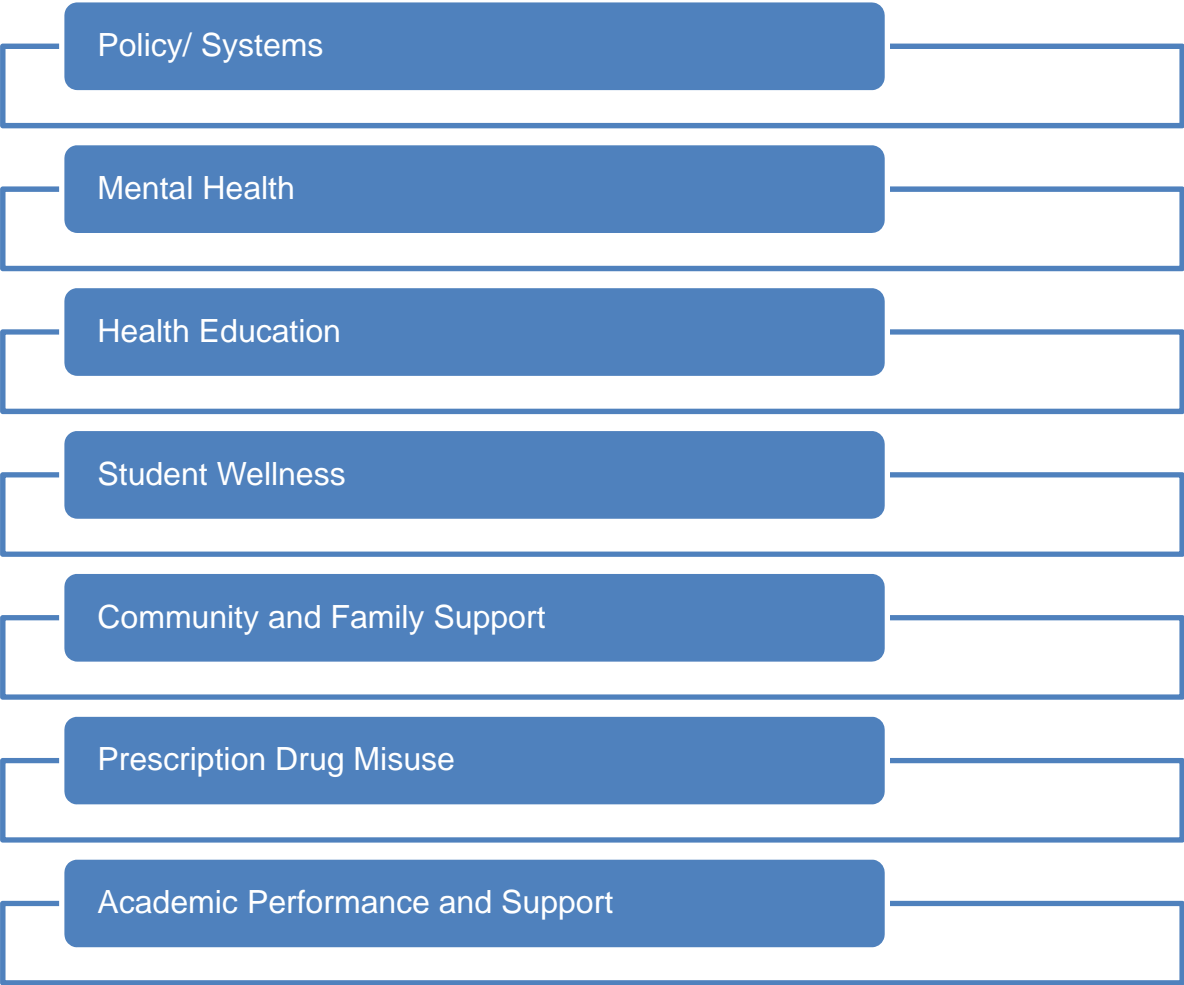 Policy/ Systems
Mental Health
Health Education
Student Wellness
Community and Family Support
Prescription Drug Misuse
Academic Performance and Support